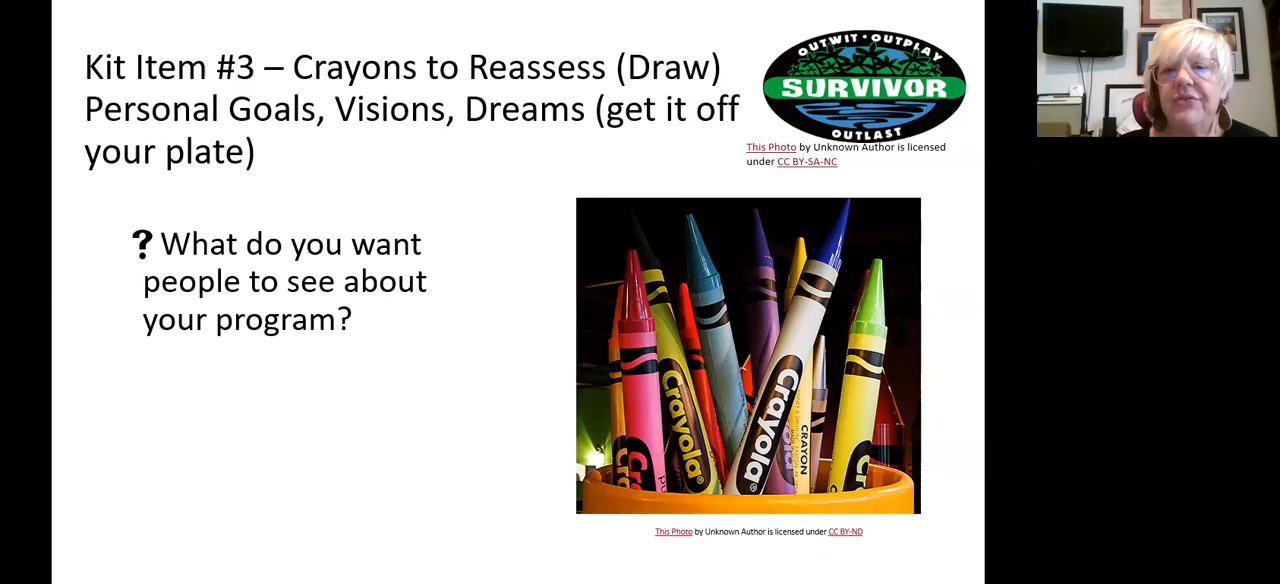 Kit Item #3 – Crayons to Reassess (Draw)
Personal Goals, Visions, Dreams (get it off
your plate)
OUTWIT • OUTPLAY
SURVIVOR
OUTLAST
This Photo by Unknown Author is licensed
under CC BY-SA-NC
? What do you want
people to see about
your program?
Crayola®
Crayola®
CRAYON
This Photo by Unknown Author is licensed under CC BY-ND